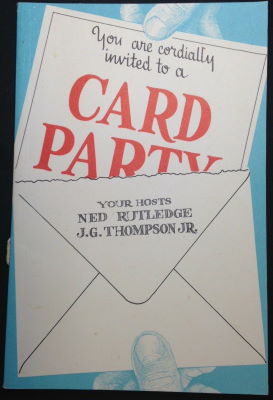 You are cordially
invited to a
CARD
PARTY
YOUR HOSTS
NED RUTLEDGE
J.G. THOMPSON JR.